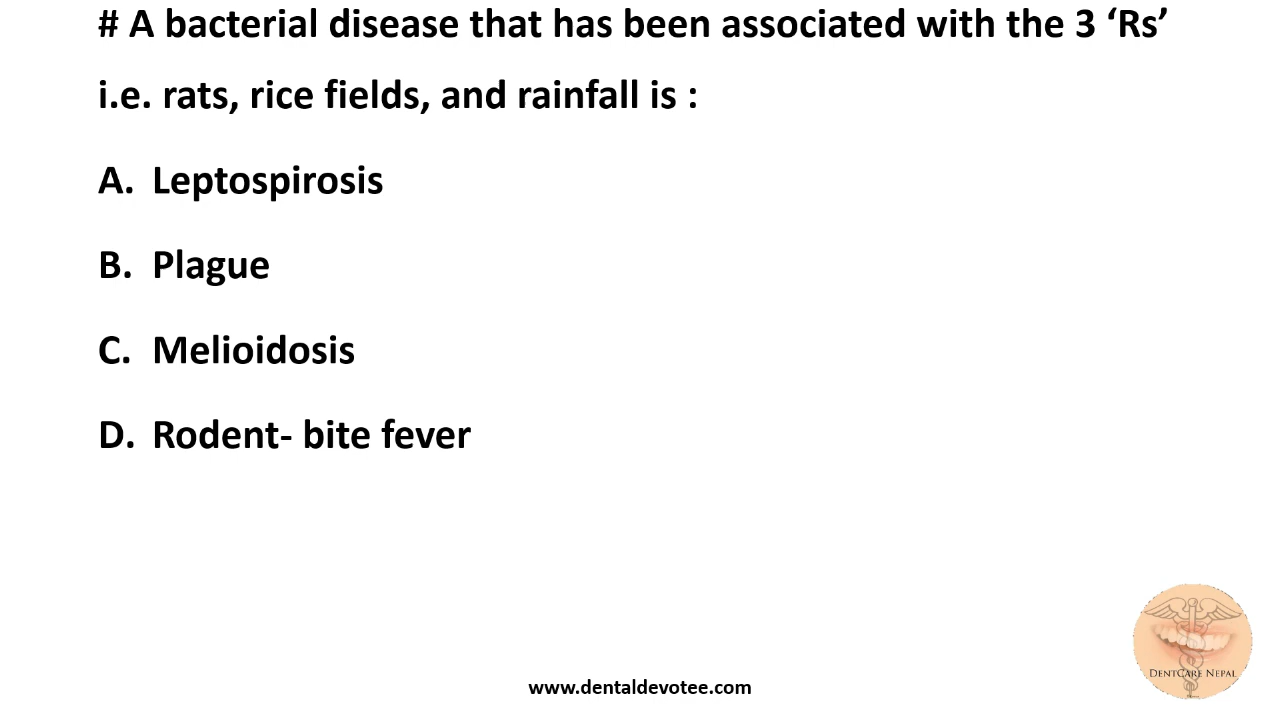 # A bacterial disease that has been associated with the 3 ‘Rs’
i.e. rats, rice fields, and rainfall is :
A. Leptospirosis
B. Plague
C. Melioidosis
D. Rodent- bite fever
DENTCARE NEPAL
www.dentaldevotee.com